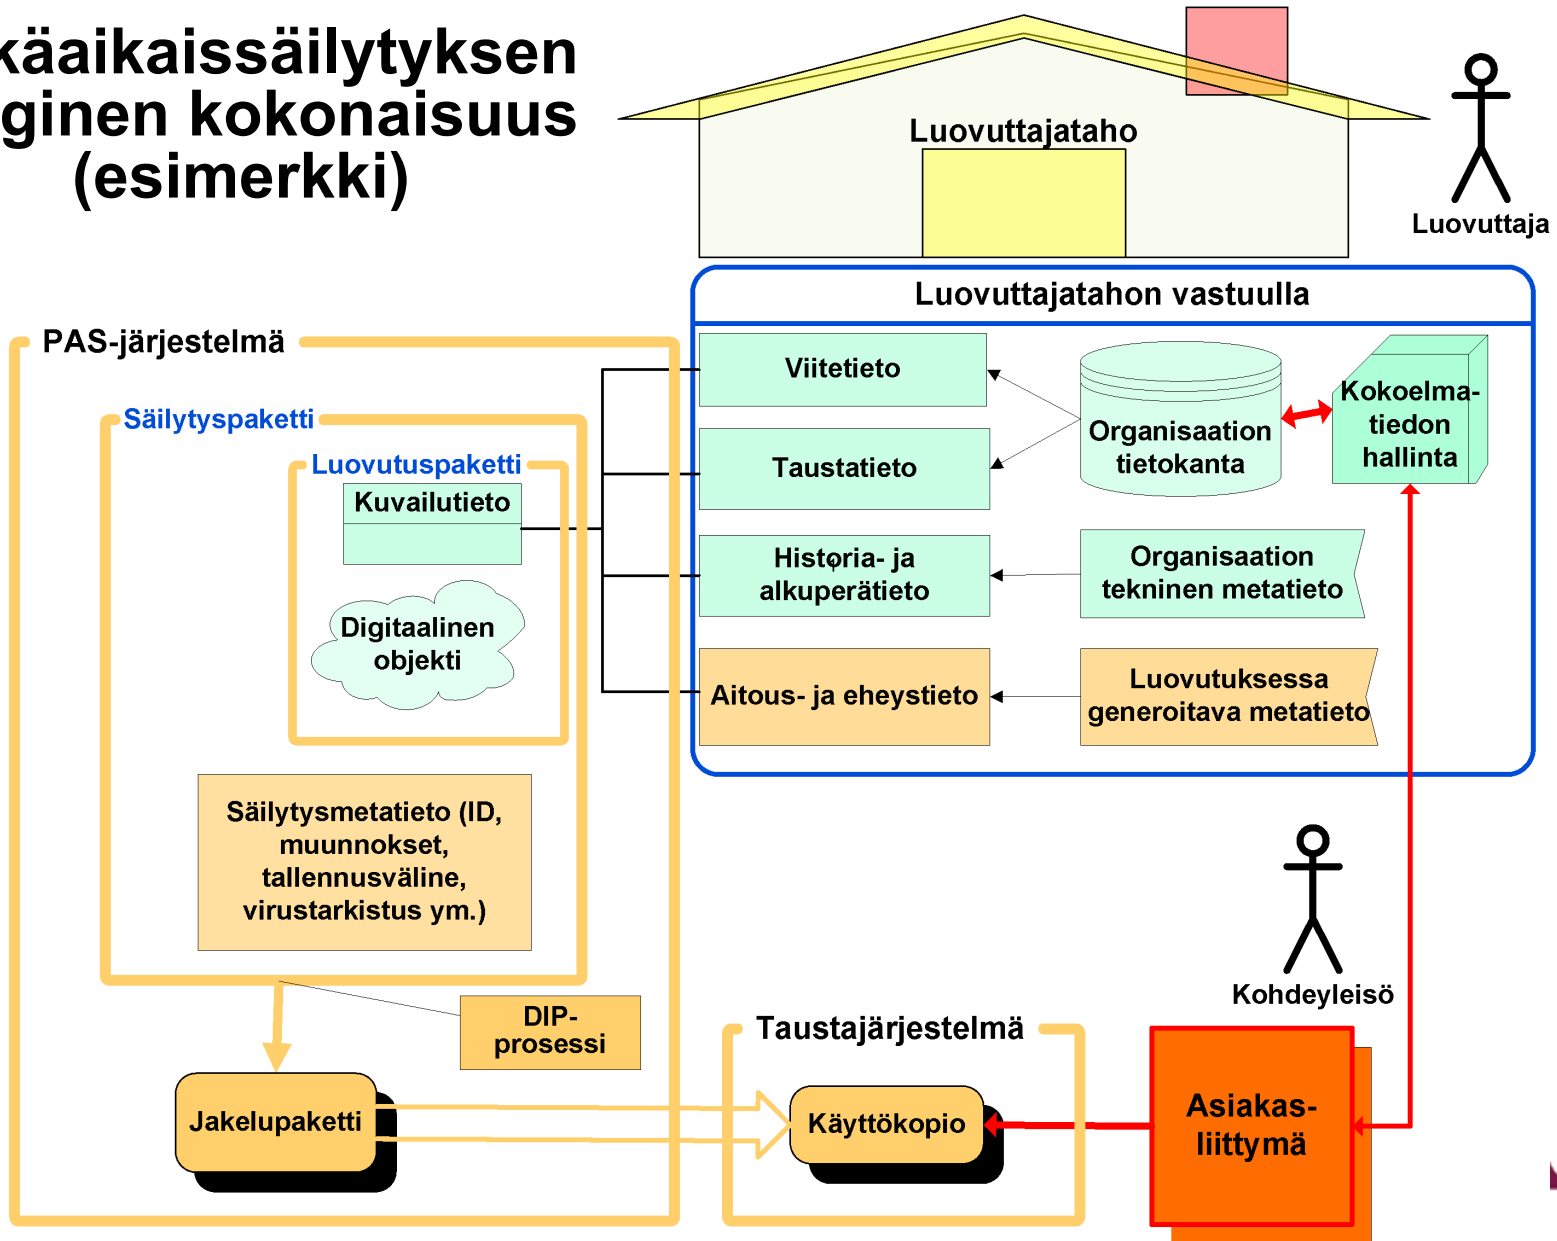 käaikaissäilytyksen
ginen kokonaisuus
(esimerkki)
Luovuttajataho
Luovuttaja
Luovuttajatahon vastuulla
PAS-järjestelmä
Säilytyspaketti
Luovutuspaketti
Kuvailutieto
Digitaalinen
objekti
Viitetieto
Taustatieto
Historia- ja
alkuperätieto
Aitous- ja eheystieto
Organisaation
tietokanta
Kokoelma-
tiedon
hallinta
Organisaation
tekninen metatieto
Luovutuksessa
generoitava metatieto
Säilytysmetatieto (ID,
muunnokset,
tallennusväline,
virustarkistus ym.)
DIP-
prosessi
Jakelupaketti
Taustajärjestelmä
Käyttökopio
Kohdeyleisö
Asiakas-
liittymä